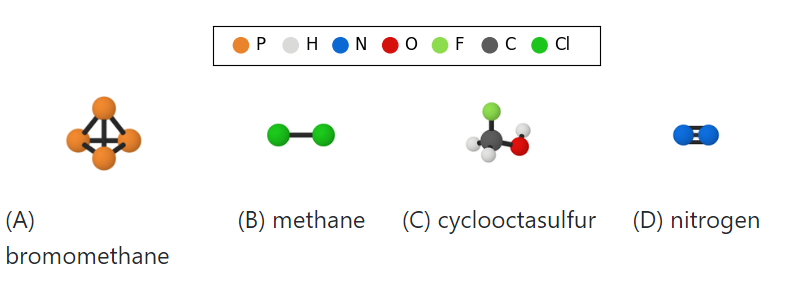 P H N O F C Cl
(A) (B) methane (C) cyclooctasulfur (D) nitrogen
bromomethane